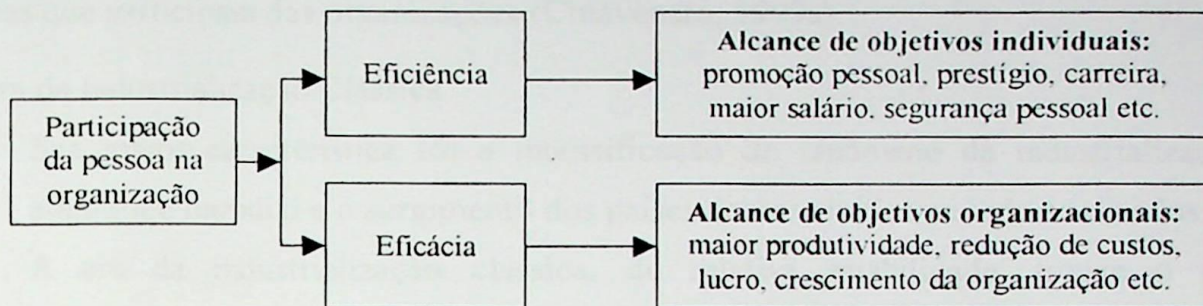 Participação
da pessoa na
organização
Eficiência
Alcance de objetivos individuais:
promoção pessoal, prestígio, carreira,
maior salário, segurança pessoal etc.
Eficácia
Alcance de objetivos organizacionais:
maior produtividade, redução de custos,
lucro, crescimento da organização etc.